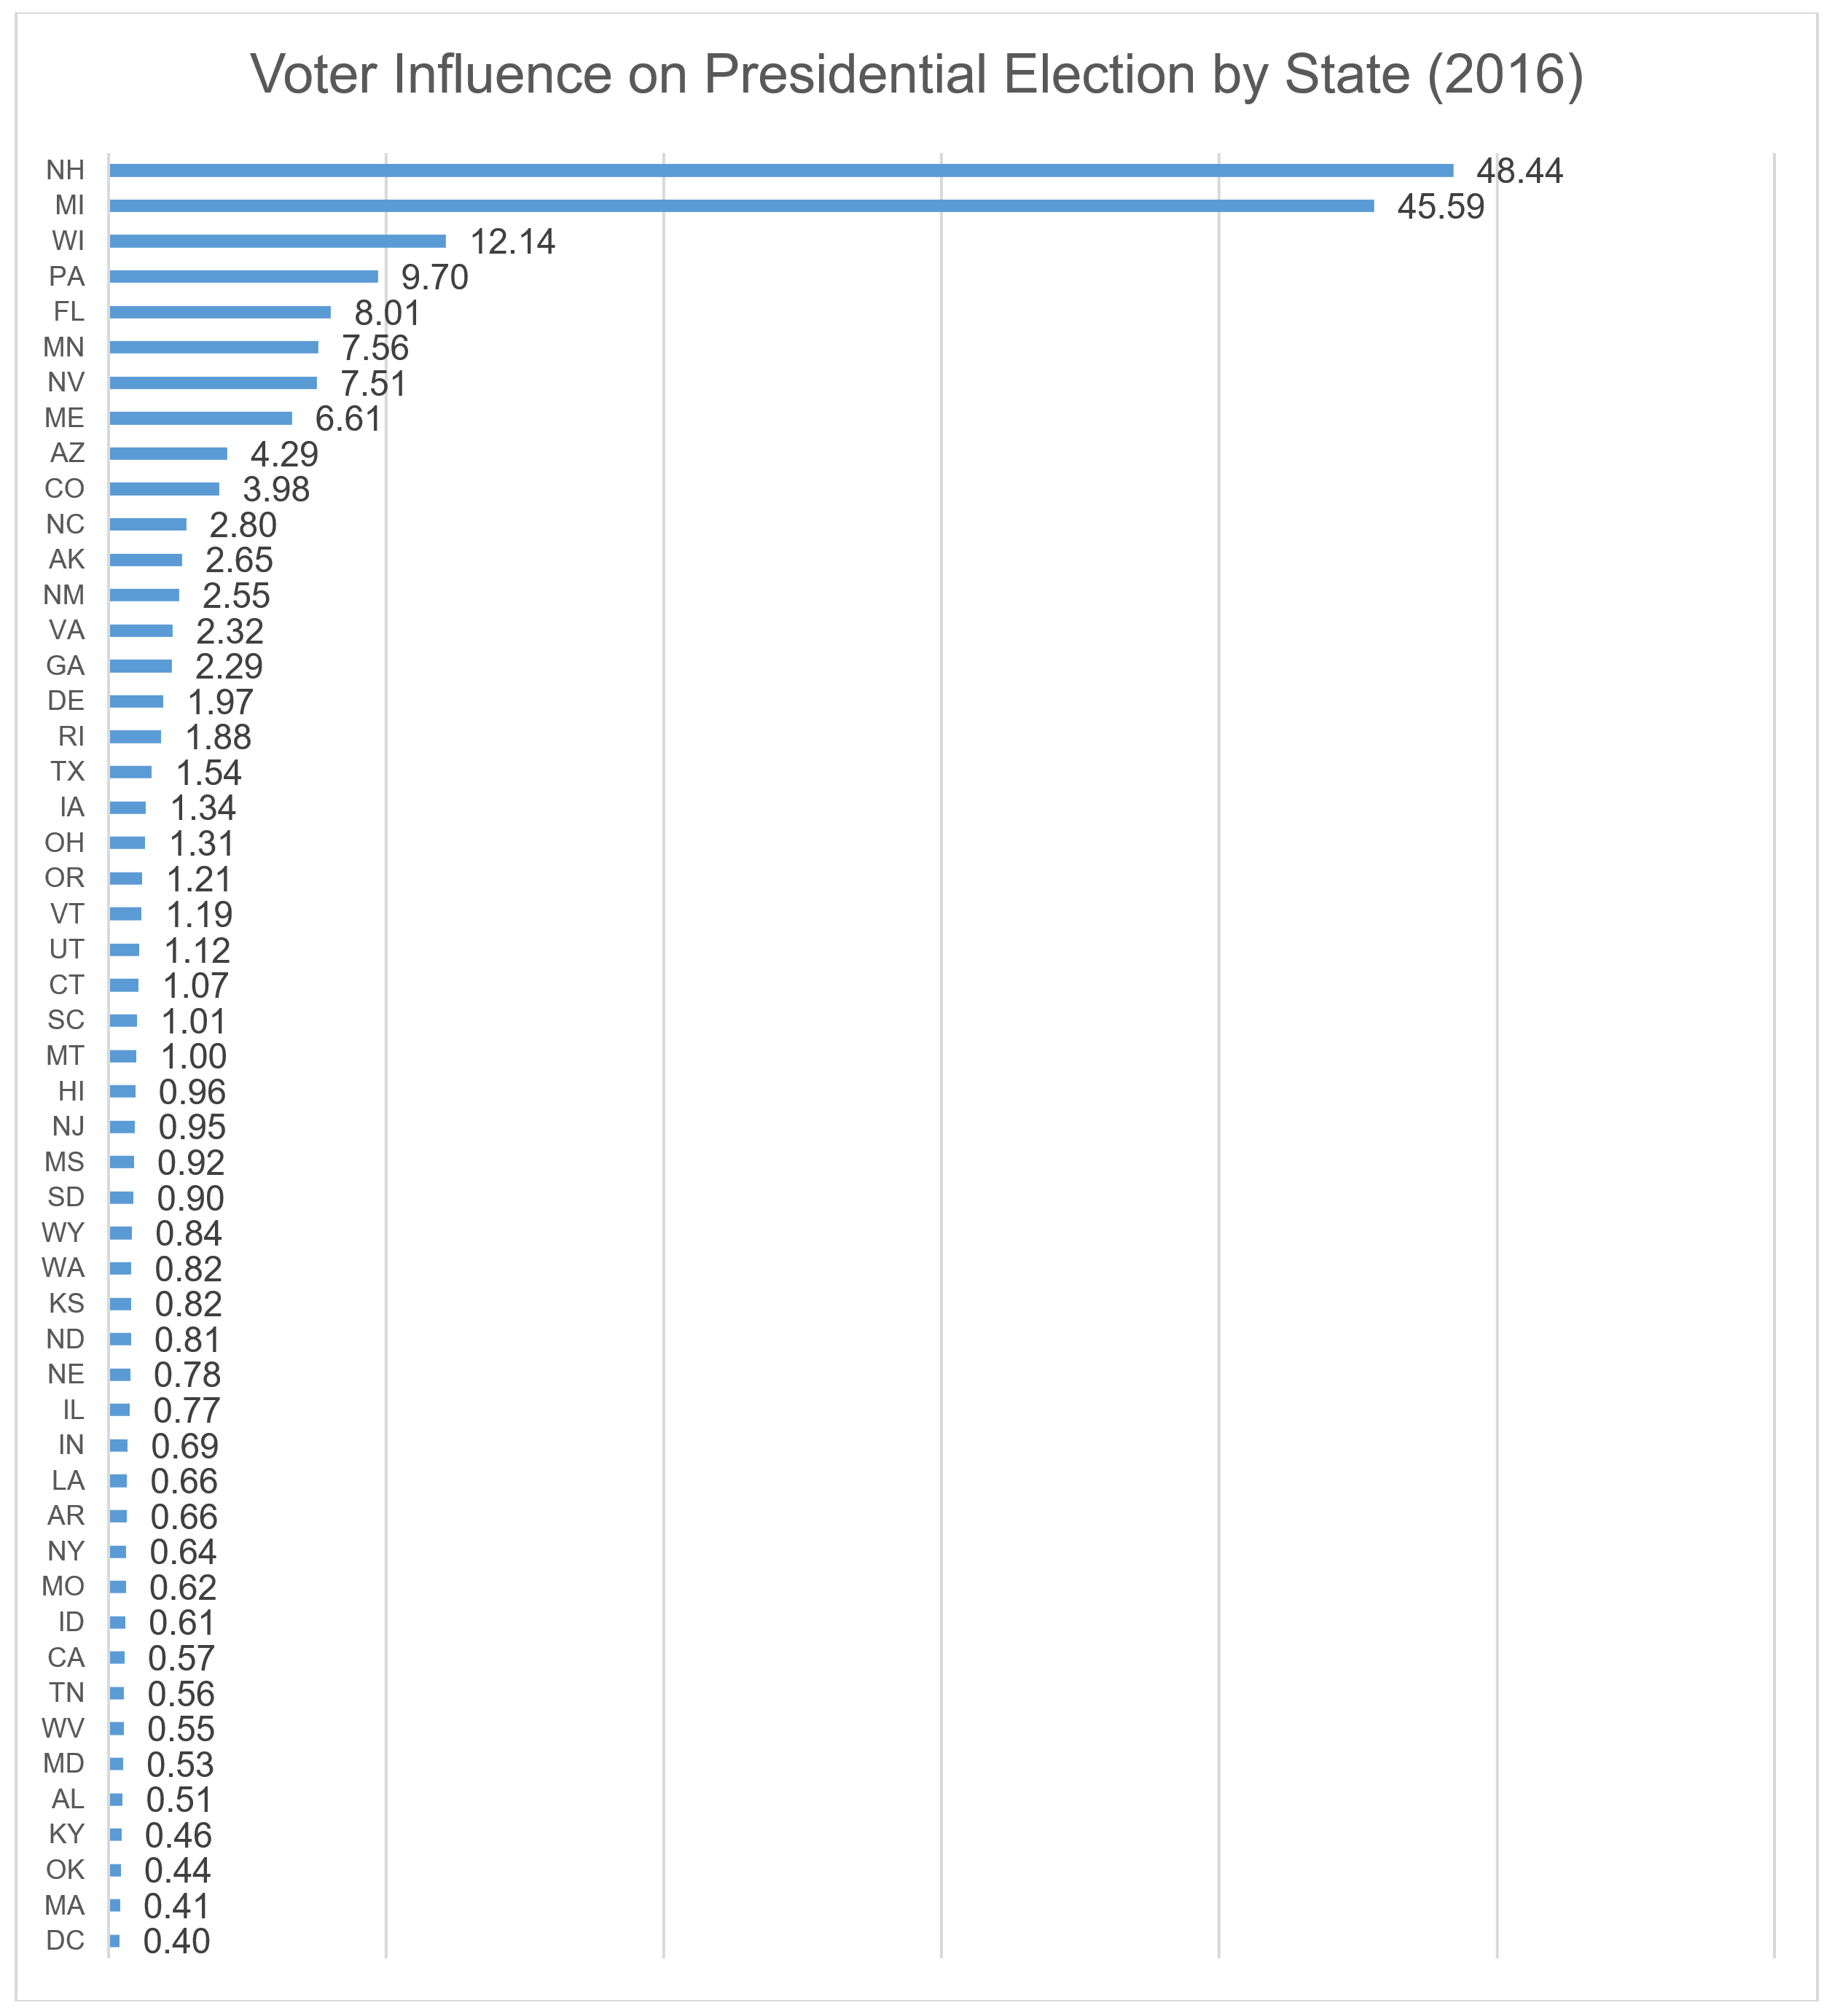 Voter Influence on Presidential Election by State (2016)
NH 48.44
MI 45.59
WI 12.14
PA 9.70
FL 8.01
MN 7.56
NV 7.51
ME 6.61
AZ 4.29
CO 3.98
NC 2.80
AK 2.65
NM 2.55
VA 2.32
GA 2.29
DE 1.97
RI 1.88
TX 1.54
IA 1.34
OH 1.31
OR 1.21
VT 1.19
UT 1.12
CT 1.07
SC 1.01
MT 1.00
HI 0.96
NJ 0.95
MS 0.92
SD 0.90
WY 0.84
WA 0.82
KS 0.82
ND 0.81
NE 0.78
IL 0.77
IN 0.69
LA 0.66
AR 0.66
NY 0.64
MO 0.62
ID 0.61
CA 0.57
TN 0.56
WV 0.55
MD 0.53
AL 0.51
KY 0.46
OK 0.44
MA 0.41
DC 0.40